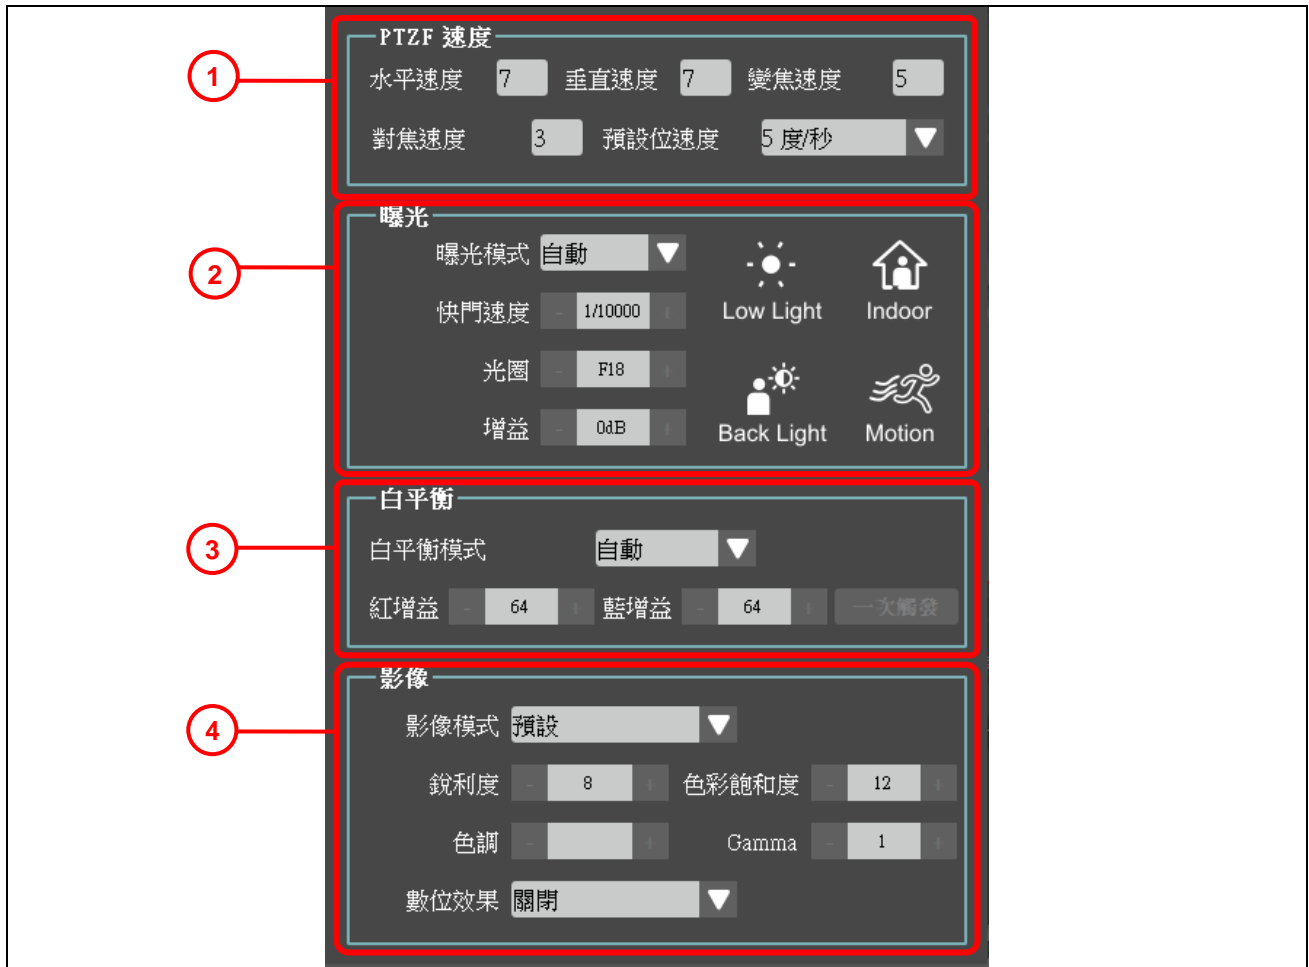 PTZF 速度
1
水平速度 7 垂直速度 7 變焦速度 5
對焦速度 3 預設位速度 5 度/秒
曝光
2
曝光模式 自動
快門速度 - 1/10000 + Low Light Indoor
光圈 - F18 +
增益 - 0dB + Back Light Motion
白平衡
3
白平衡模式 自動
紅增益 - 64 + 藍增益 - 64 + 一次觸發
影像
4
影像模式 預設
銳利度 - 8 + 色彩飽和度 - 12 +
色調 - + Gamma - 1 +
數位效果 關閉